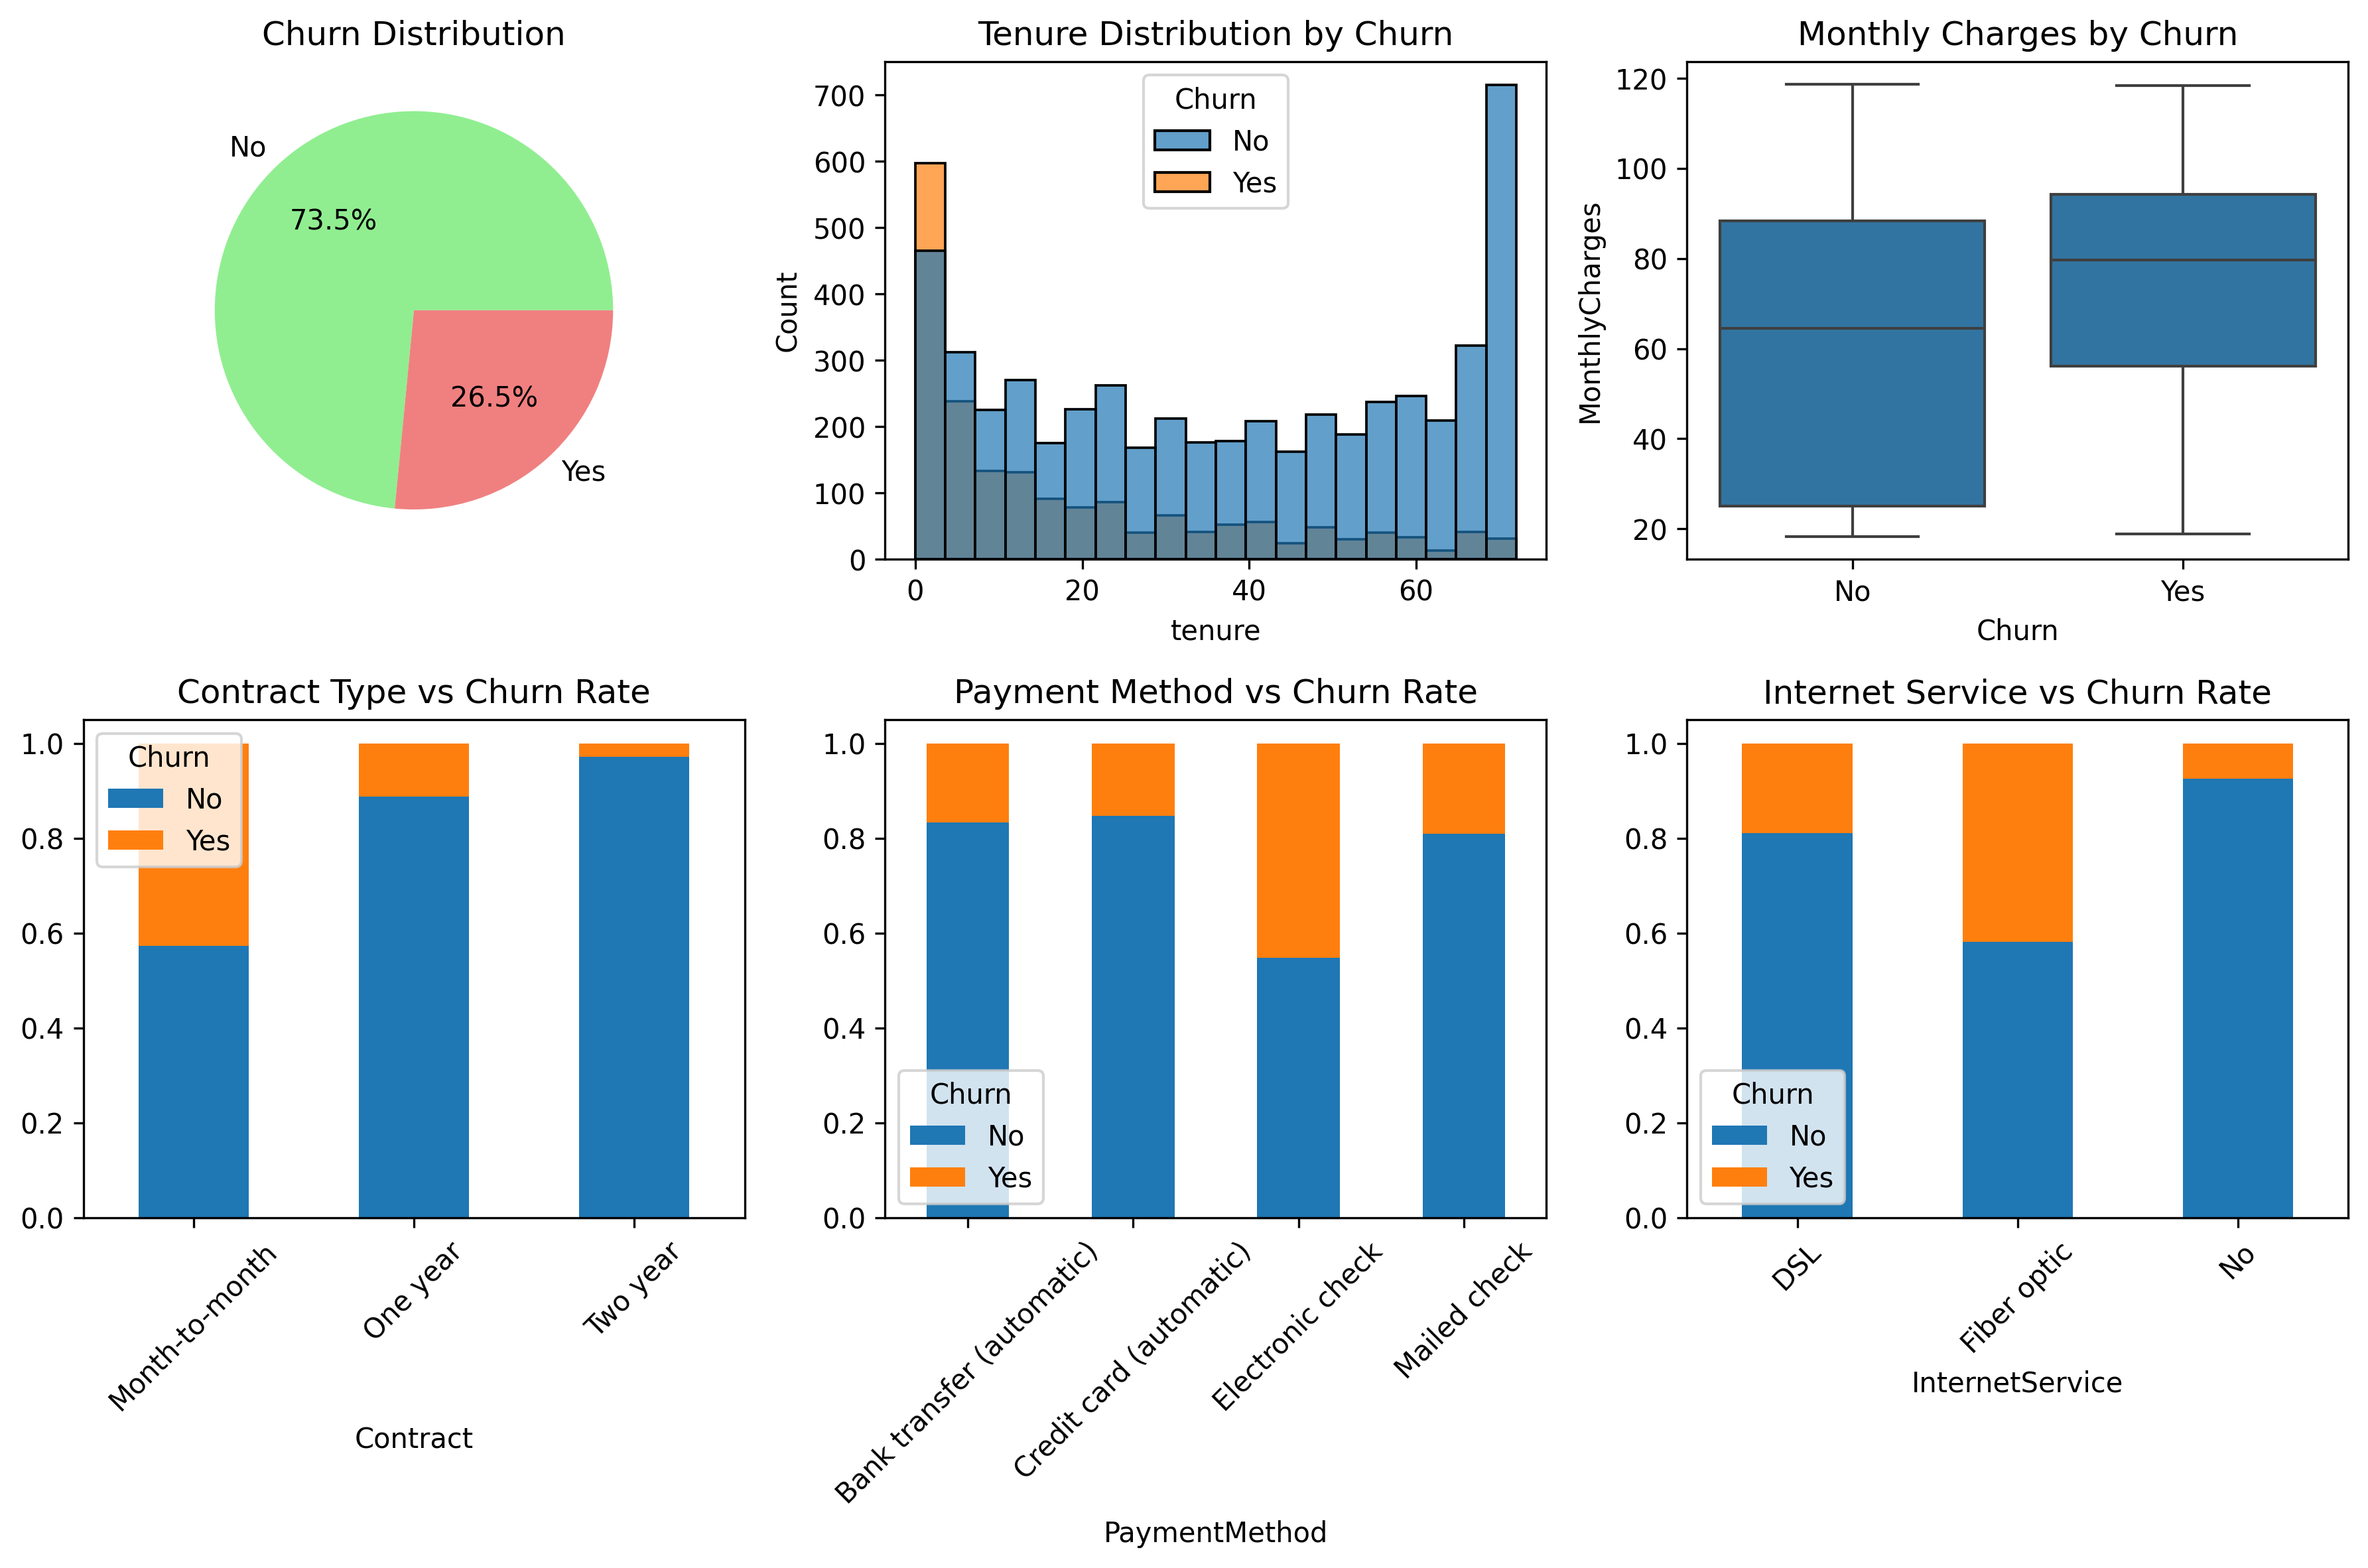 Churn Distribution
No
73.5%
26.5%
Yes
Tenure Distribution by Churn
Churn
No
Yes
Count
700
600
500
400
300
200
100
0
0 20 40 60
tenure
Monthly Charges by Churn
MonthlyCharges
120
100
80
60
40
20
No Yes
Churn
Contract Type vs Churn Rate
Churn
No
Yes
1.0
0.8
0.6
0.4
0.2
0.0
Month-to-month
One year
Two year
Contract
Payment Method vs Churn Rate
1.0
0.8
0.6
0.4
0.2
0.0
Churn
No
Yes
Bank transfer (automatic)
Credit card (automatic)
Electronic check
Mailed check
PaymentMethod
Internet Service vs Churn Rate
1.0
0.8
0.6
0.4
0.2
0.0
Churn
No
Yes
DSL
Fiber optic
No
InternetService